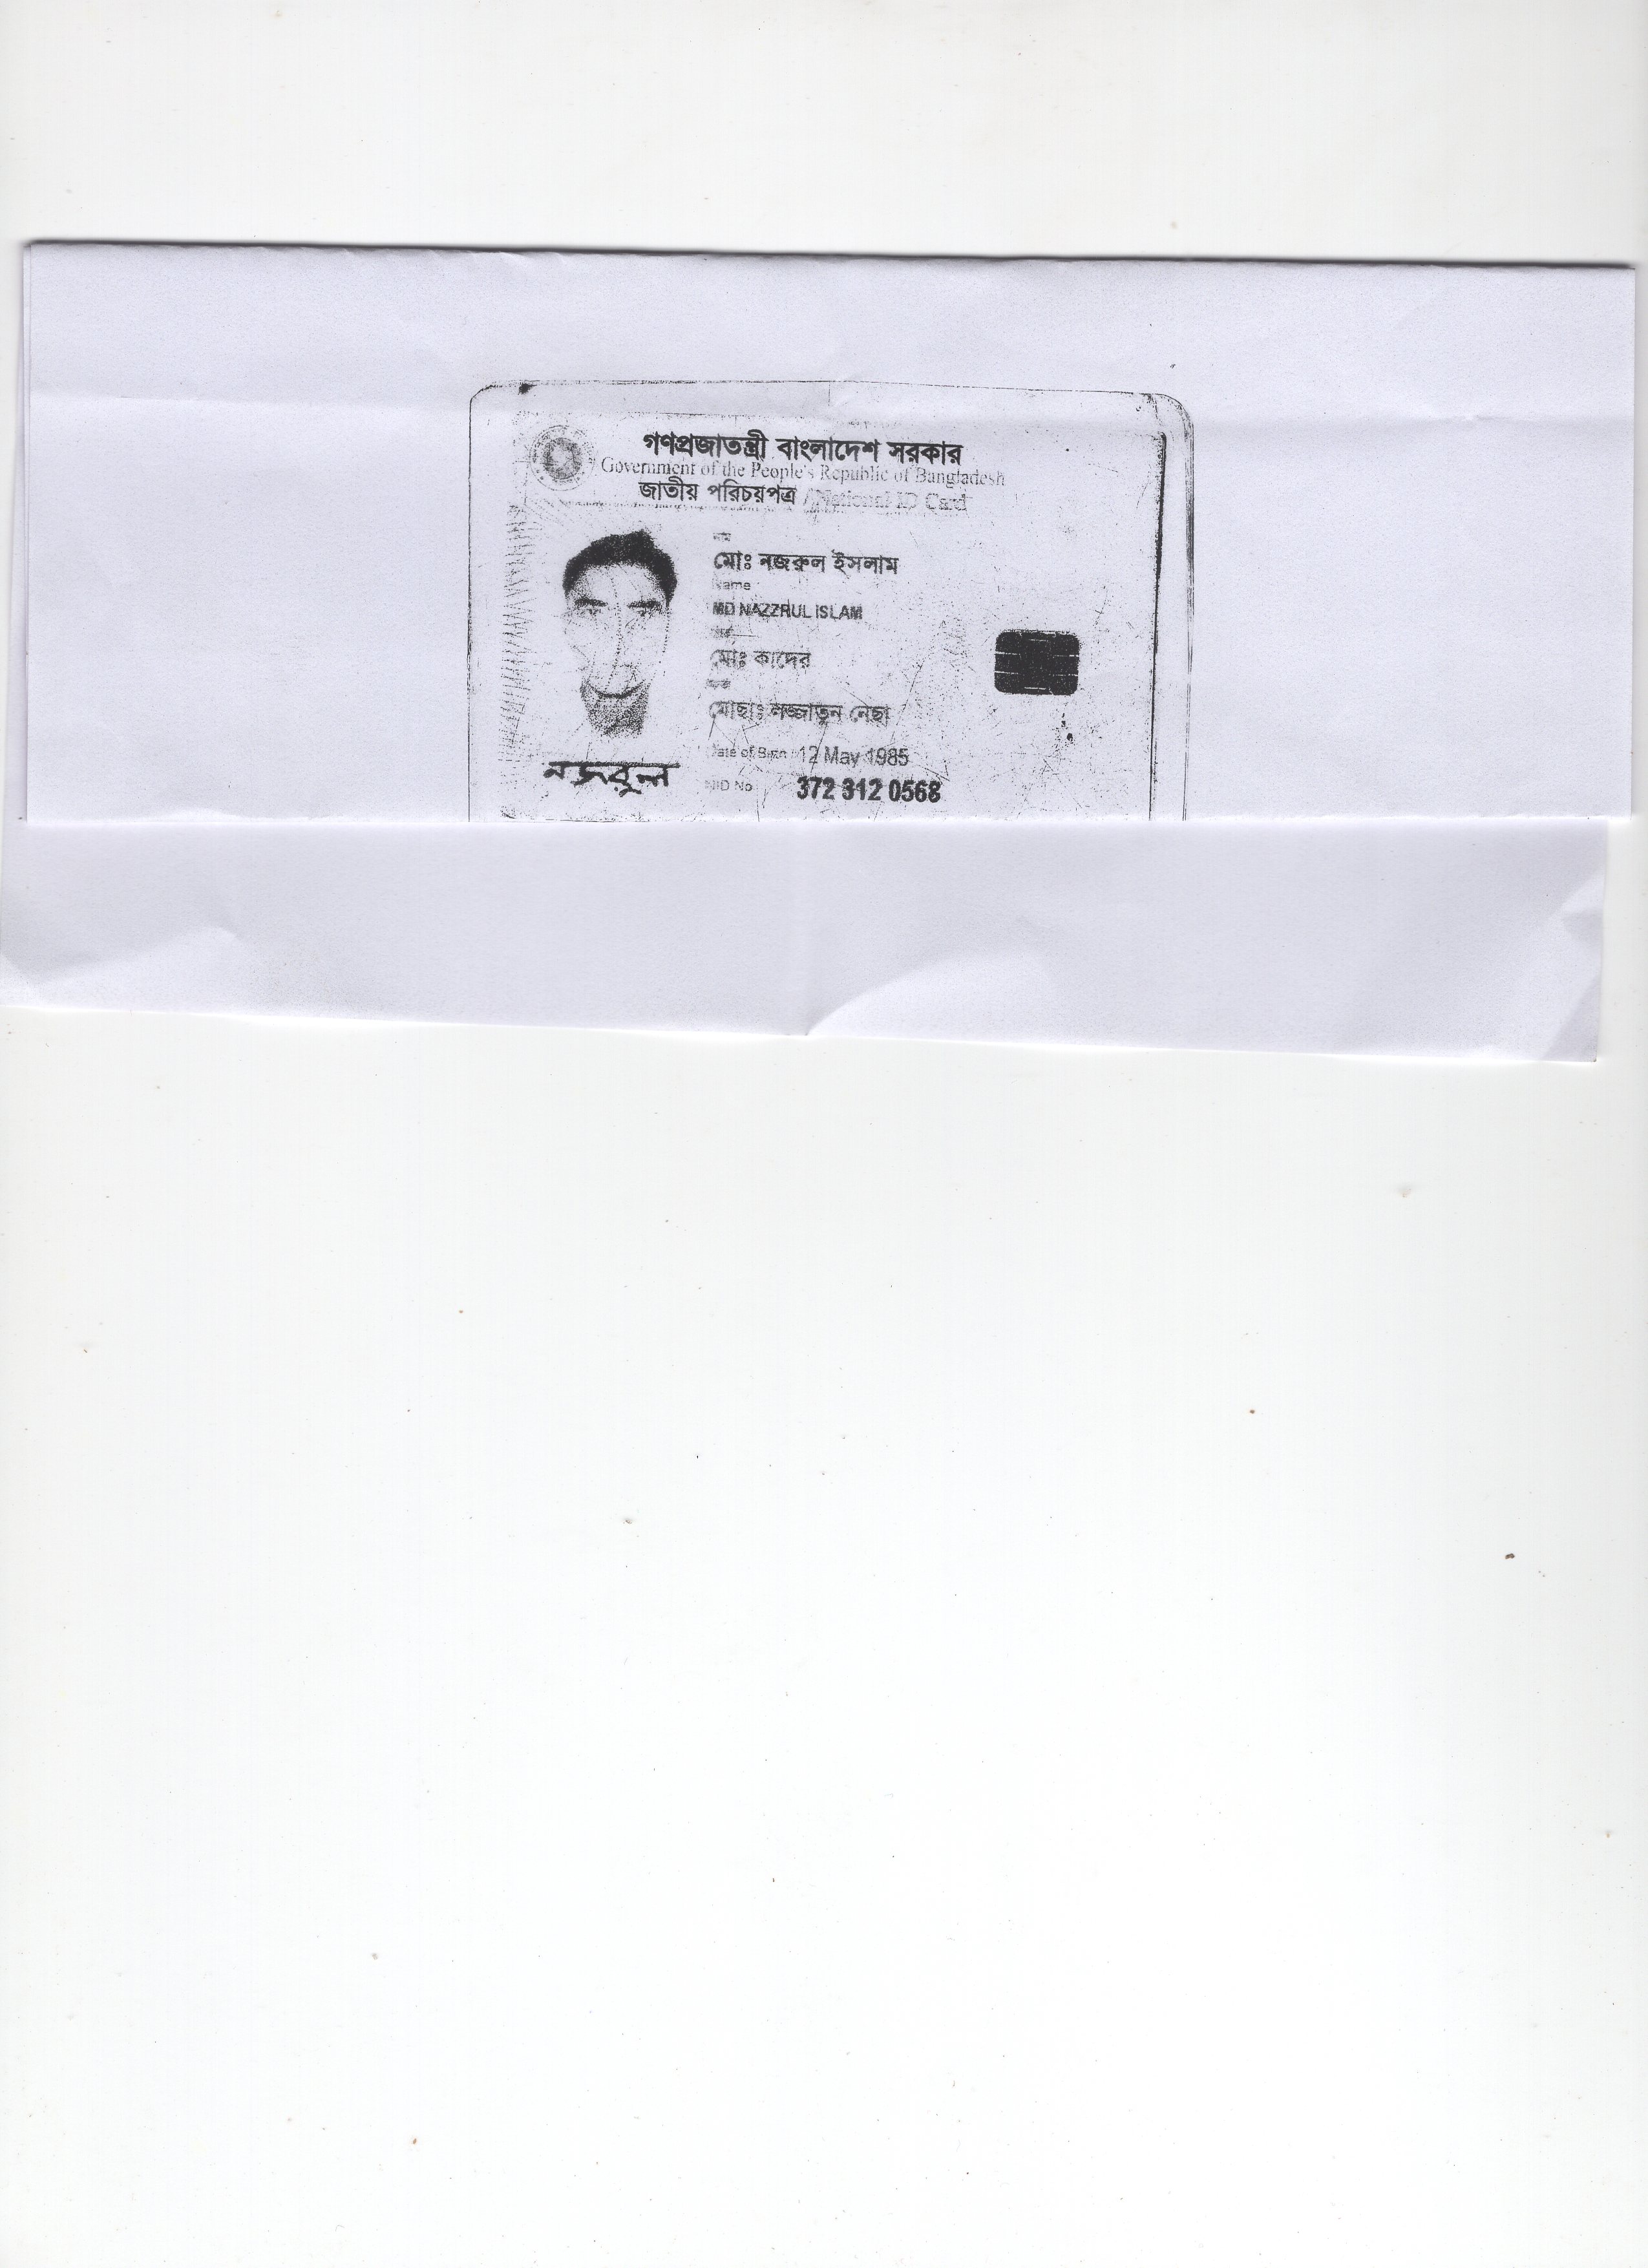 গণপ্রজাতন্ত্রী বাংলাদেশ সরকার
Government of the People's Republic of Bangladesh
জাতীয় পরিচয়পত্র / National ID Card
নাম
মোঃ নজরুল ইসলাম
Name
MD NAZZRUL ISLAM
মোঃ কাদের
মোছাঃ নেছা
Date of Birth 12 May 1985
নজরুল
NID No 372 312 0568